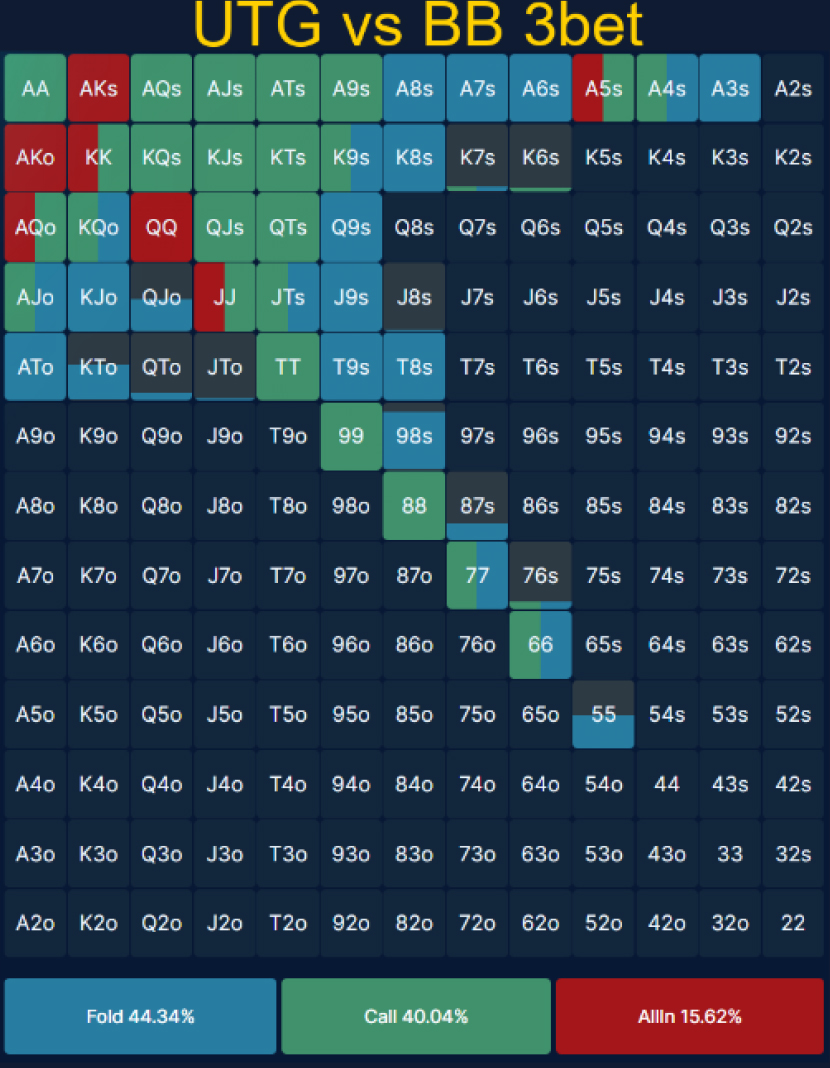 UTG vs BB 3bet
AA AKs AQs AJs ATs A9s A8s A7s A6s A5s A4s A3s A2s
AKo KK KQs KJs KTs K9s K8s K7s K6s K5s K4s K3s K2s
AQo KQo QQ QJs QTs Q9s Q8s Q7s Q6s Q5s Q4s Q3s Q2s
AJo KJo QJo JJ JTs J9s J8s J7s J6s J5s J4s J3s J2s
ATo KTo QTo JTo TT T9s T8s T7s T6s T5s T4s T3s T2s
A9o K9o Q9o J9o T9o 99 98s 97s 96s 95s 94s 93s 92s
A8o K8o Q8o J8o T8o 98o 88 87s 86s 85s 84s 83s 82s
A7o K7o Q7o J7o T7o 97o 87o 77 76s 75s 74s 73s 72s
A6o K6o Q6o J6o T6o 96o 86o 76o 66 65s 64s 63s 62s
A5o K5o Q5o J5o T5o 95o 85o 75o 65o 55 54s 53s 52s
A4o K4o Q4o J4o T4o 94o 84o 74o 64o 54o 44 43s 42s
A3o K3o Q3o J3o T3o 93o 83o 73o 63o 53o 43o 33 32s
A2o K2o Q2o J2o T2o 92o 82o 72o 62o 52o 42o 32o 22
Fold 44.34% Call 40.04% AllIn 15.62%